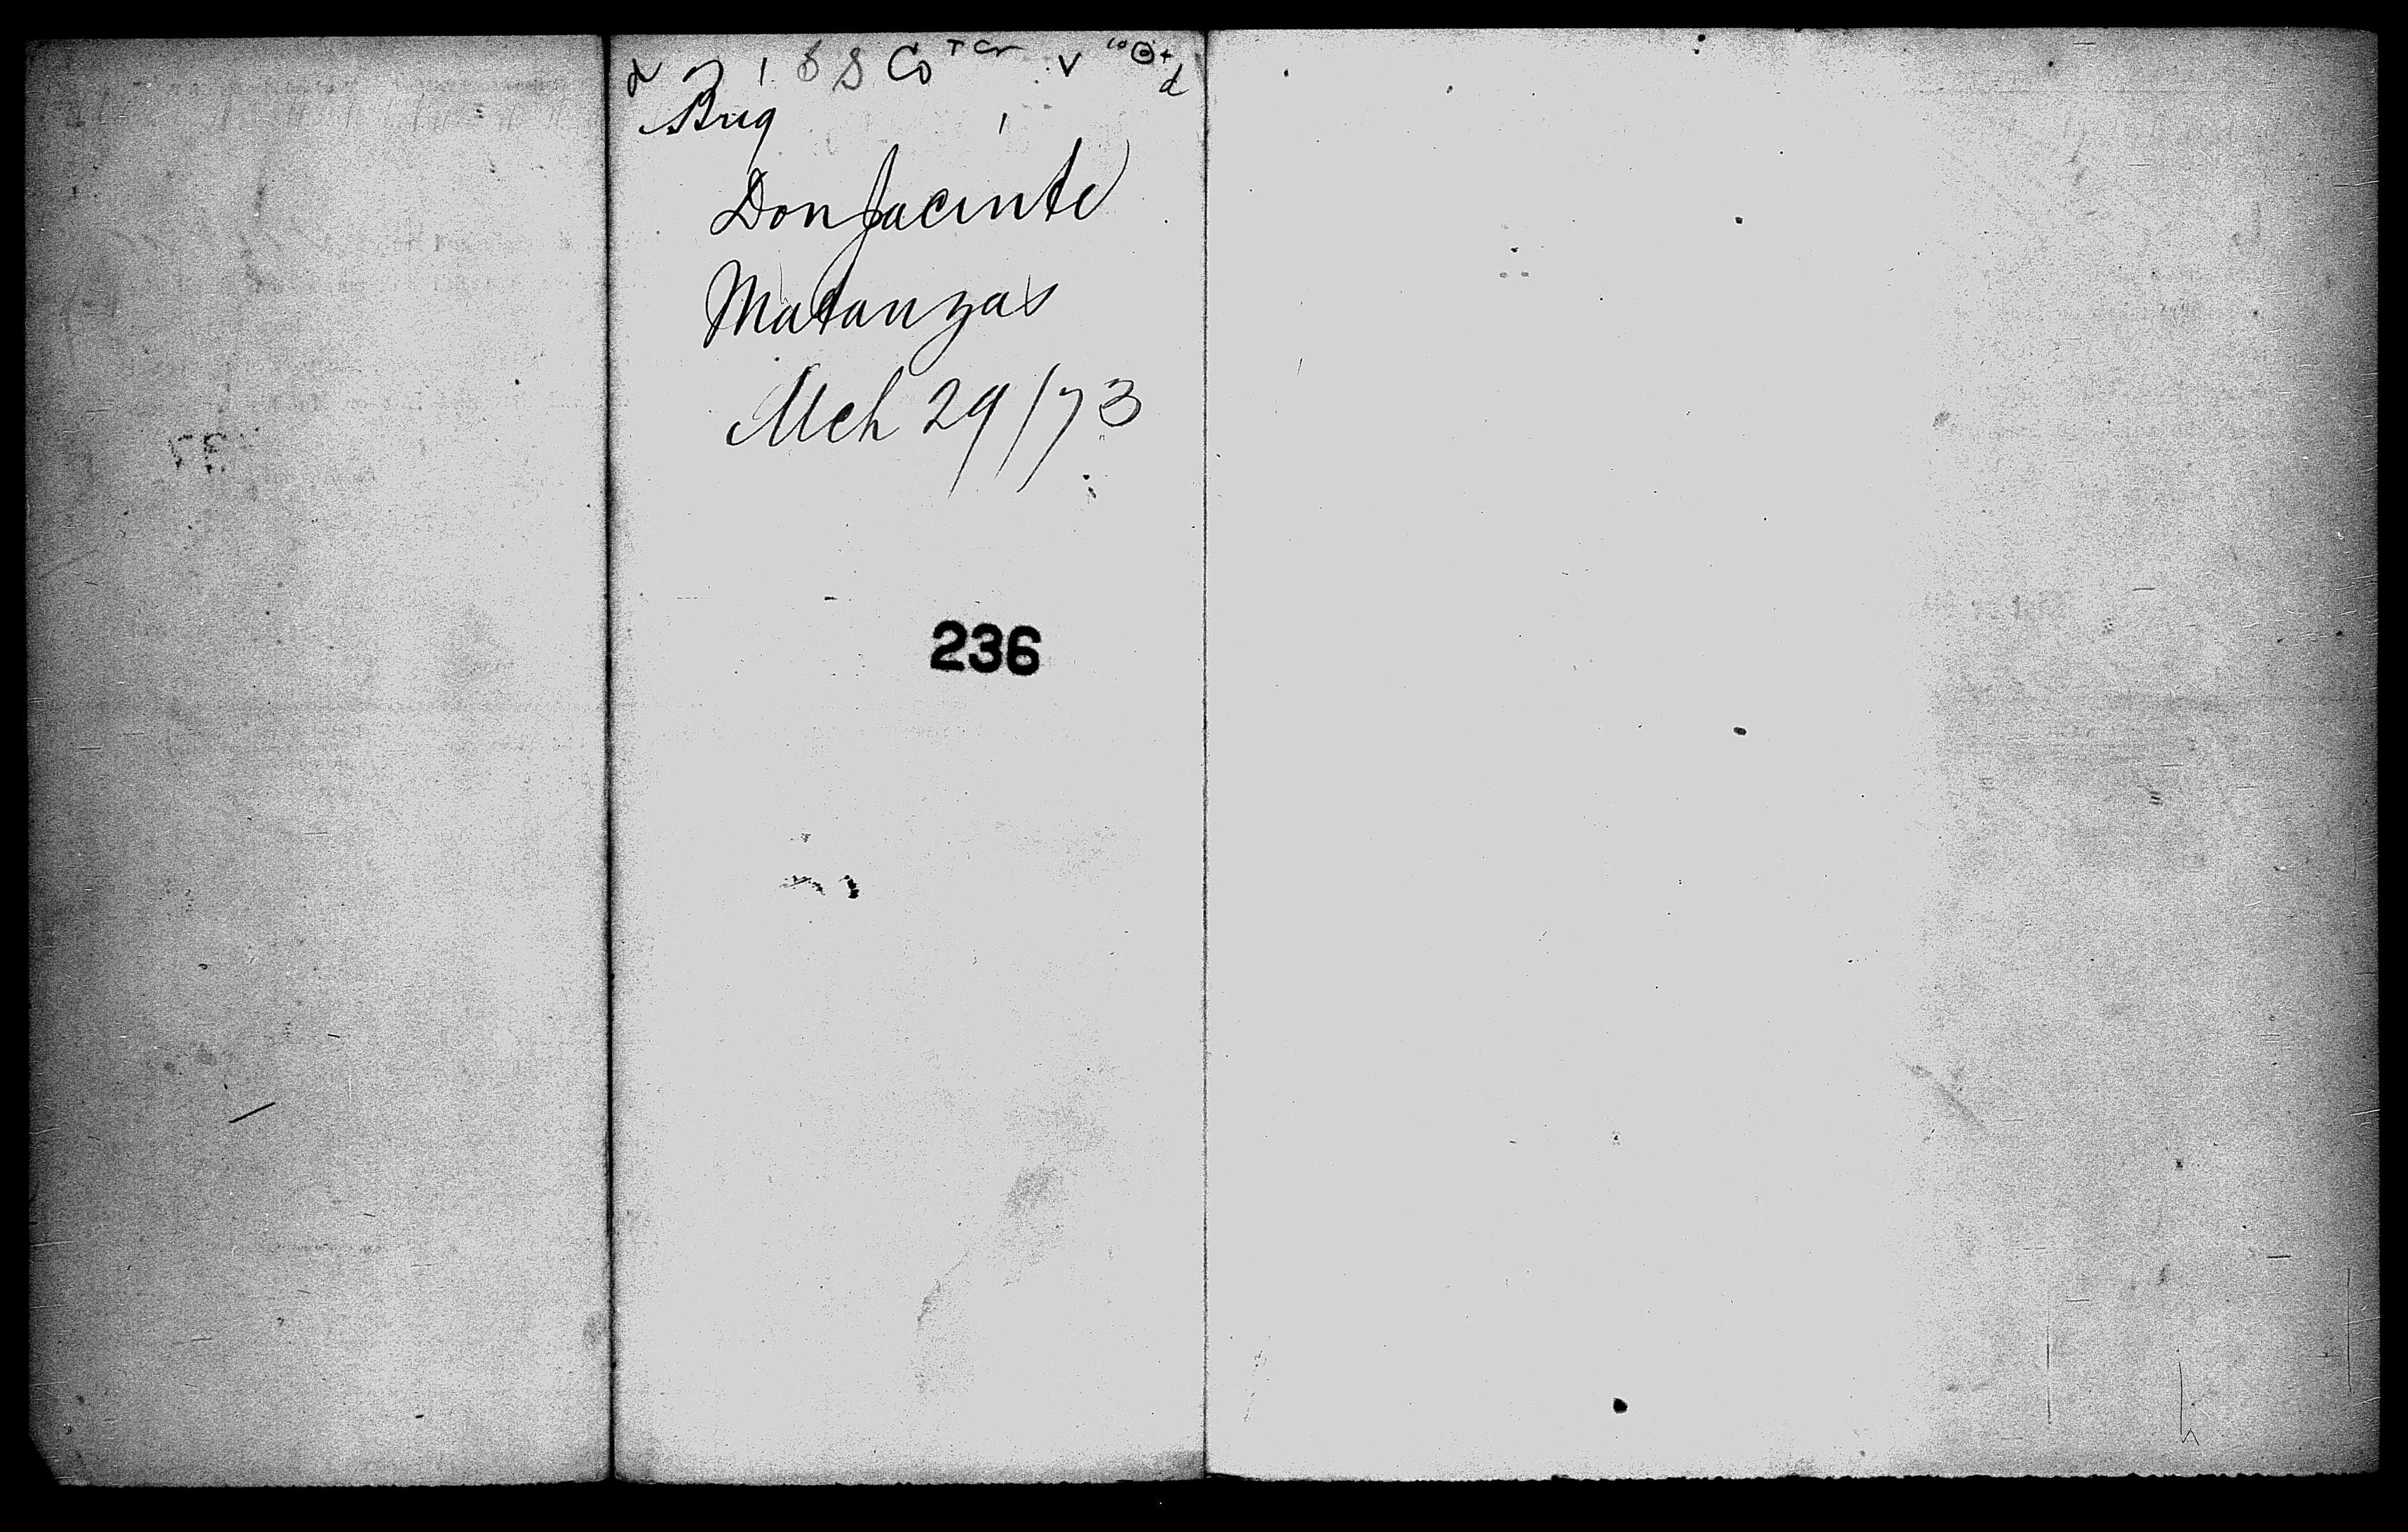 Brig
Don Jacinto
Matanzas
Mch 29/73
236